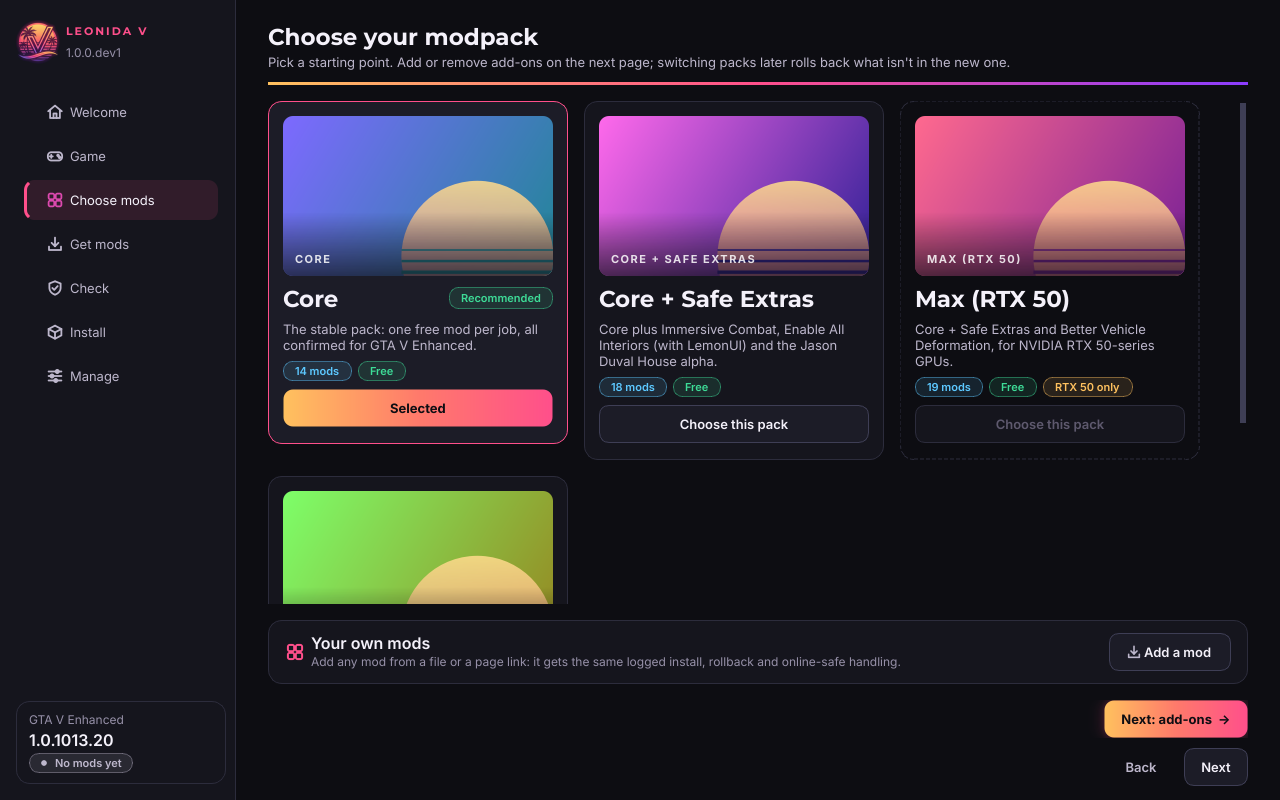 LEONIDA V
1.0.0.dev1
Welcome
Game
Choose mods
Get mods
Check
Install
Manage
GTA V Enhanced
1.0.1013.20
No mods yet
Choose your modpack
Pick a starting point. Add or remove add-ons on the next page; switching packs later rolls back what isn't in the new one.
CORE
Core
Recommended
The stable pack: one free mod per job, all
confirmed for GTA V Enhanced.
14 mods
Free
Selected
CORE + SAFE EXTRAS
Core + Safe Extras
Core plus Immersive Combat, Enable All
Interiors (with LemonUI) and the Jason
Duval House alpha.
18 mods
Free
Choose this pack
MAX (RTX 50)
Max (RTX 50)
Core + Safe Extras and Better Vehicle
Deformation, for NVIDIA RTX 50-series
GPUs.
19 mods
Free
RTX 50 only
Choose this pack
Your own mods
Add any mod from a file or a page link: it gets the same logged install, rollback and online-safe handling.
Add a mod
Next: add-ons →
Back
Next